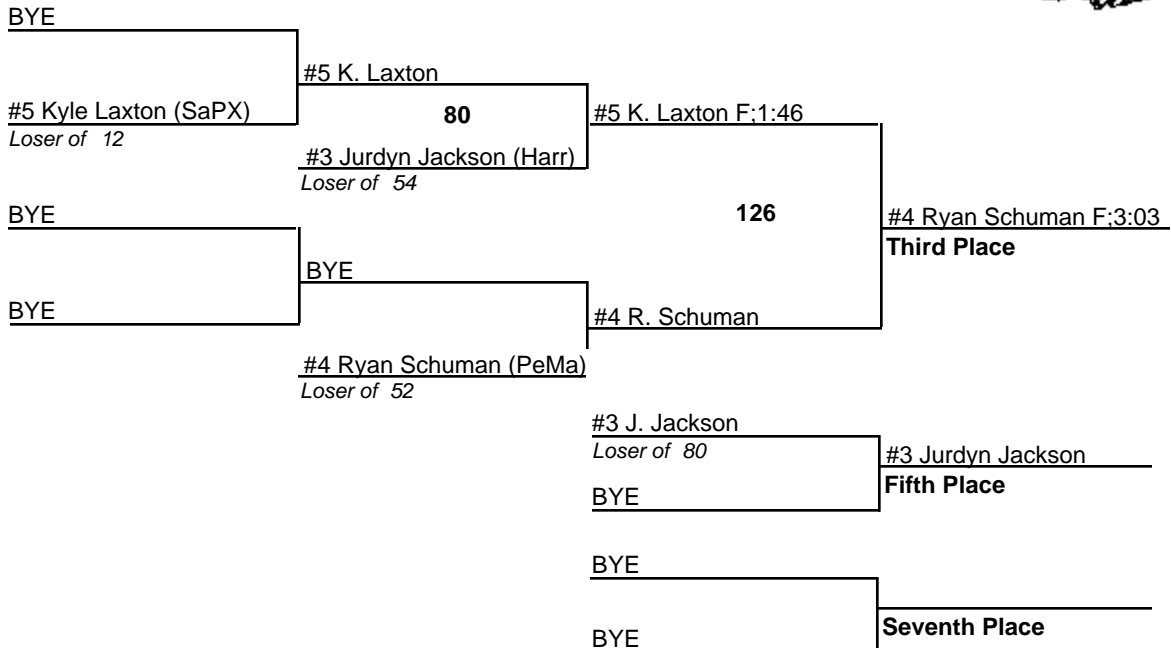 BYE
#5 K. Laxton
#5 Kyle Laxton (SaPX)
80
#5 K. Laxton F;1:46
Loser of 12
#3 Jurdyn Jackson (Harr)
Loser of 54
BYE
126
#4 Ryan Schuman F;3:03
Third Place
BYE
BYE
#4 R. Schuman
#4 Ryan Schuman (PeMa)
Loser of 52
#3 J. Jackson
Loser of 80
#3 Jurdyn Jackson
BYE
Fifth Place
BYE
Seventh Place
BYE